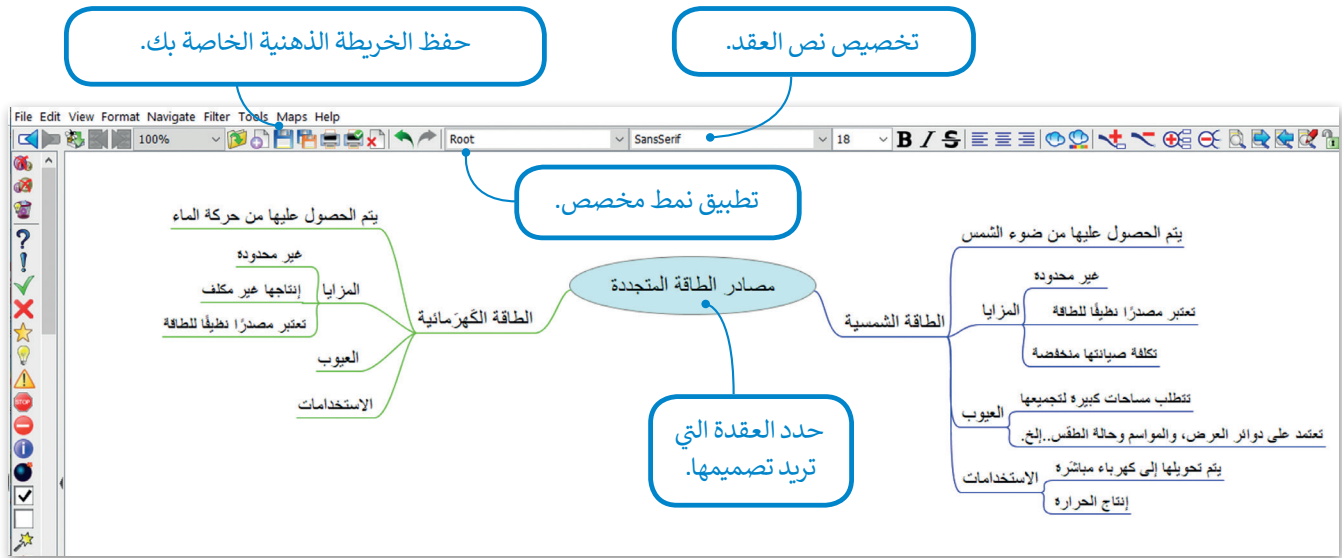 تخصيص نص العقد.
حفظ الخريطة الذهنية الخاصة بك.
File Edit View Format Navigate Filter Tools Maps Help
100% Root SansSerif 18 B I S
تطبيق نمط مخصص.
مصادر الطاقة المتجددة
حدد العقدة التي
تريد تصميمها.
الطاقة الشمسية
يتم الحصول عليها من ضوء الشمس
المزايا
غير محدودة
تعتبر مصدرًا نظيفًا للطاقة
تكلفة صيانتها منخفضة
العيوب
تتطلب مساحات كبيرة لتجميعها
تعتمد على دوائر العرض، والمواسم وحالة الطقس..إلخ.
الاستخدامات
يتم تحويلها إلى كهرباء مباشرة
إنتاج الحرارة
الطاقة الكَهرَمائية
يتم الحصول عليها من حركة الماء
المزايا
غير محدودة
إنتاجها غير مكلف
تعتبر مصدرًا نظيفًا للطاقة
العيوب
الاستخدامات
STOP